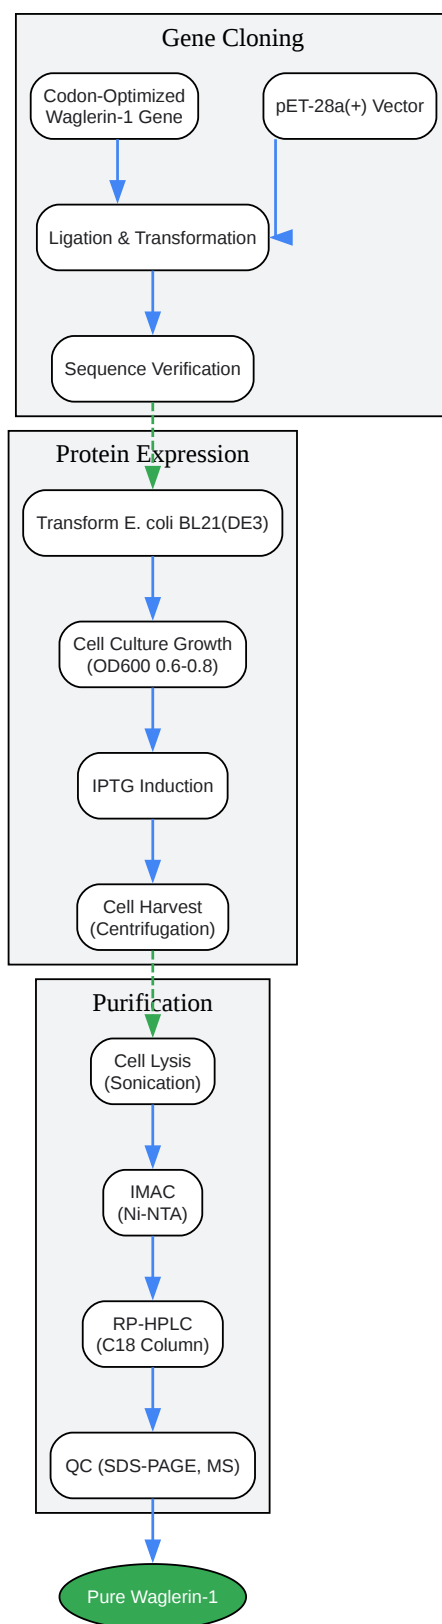 Gene Cloning
Codon-Optimized
Waglerin-1 Gene
pET-28a(+) Vector
Ligation & Transformation
Sequence Verification
Protein Expression
Transform E. coli BL21(DE3)
Cell Culture Growth
(OD600 0.6-0.8)
IPTG Induction
Cell Harvest
(Centrifugation)
Purification
Cell Lysis
(Sonication)
IMAC
(Ni-NTA)
RP-HPLC
(C18 Column)
QC (SDS-PAGE, MS)
Pure Waglerin-1